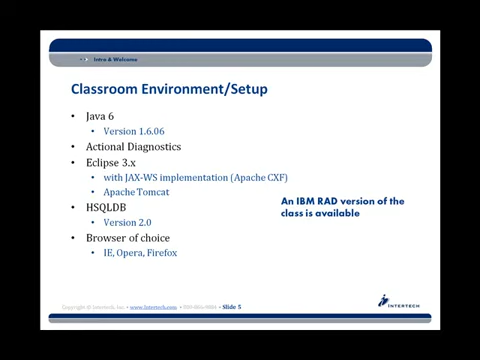 Intro & Welcome
Classroom Environment/Setup
• Java 6
• Version 1.6.06
• Actional Diagnostics
• Eclipse 3.x
• with JAX-WS implementation (Apache CXF)
• Apache Tomcat
An IBM RAD version of the
class is available
• HSQLDB
• Version 2.0
• Browser of choice
• IE, Opera, Firefox
Copyright © Intertech, Inc. • www.Intertech.com • • Slide 5
INTERTECH